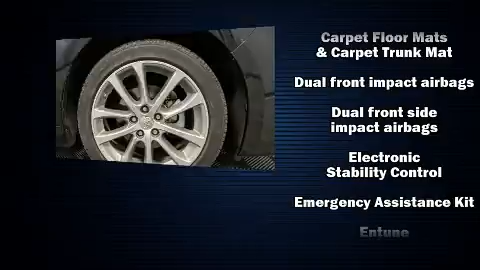 Carpet Floor Mats
& Carpet Trunk Mat
Dual front impact airbags
Dual front side
impact airbags
Electronic
Stability Control
Emergency Assistance Kit
Entune